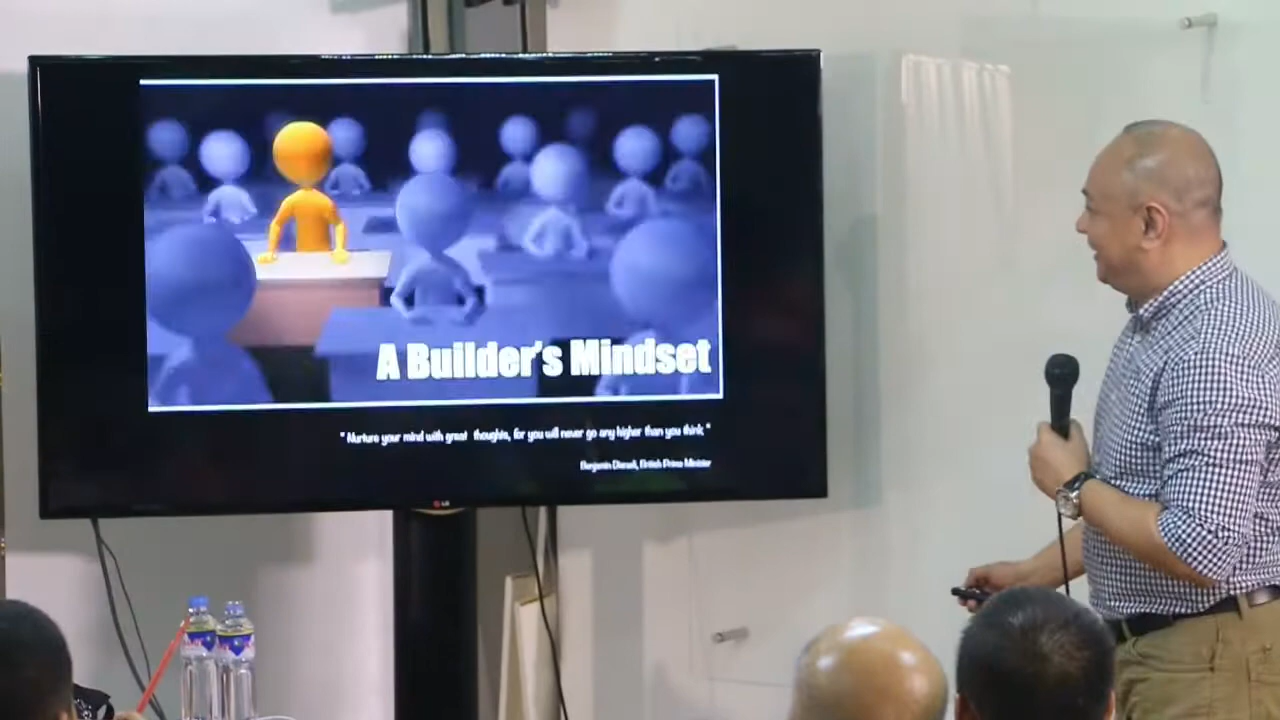 A Builder's Mindset
" Nurture your mind with great thoughts, for you will never go any higher than you think. "
Benjamin Disraeli, British Prime Minister
LG